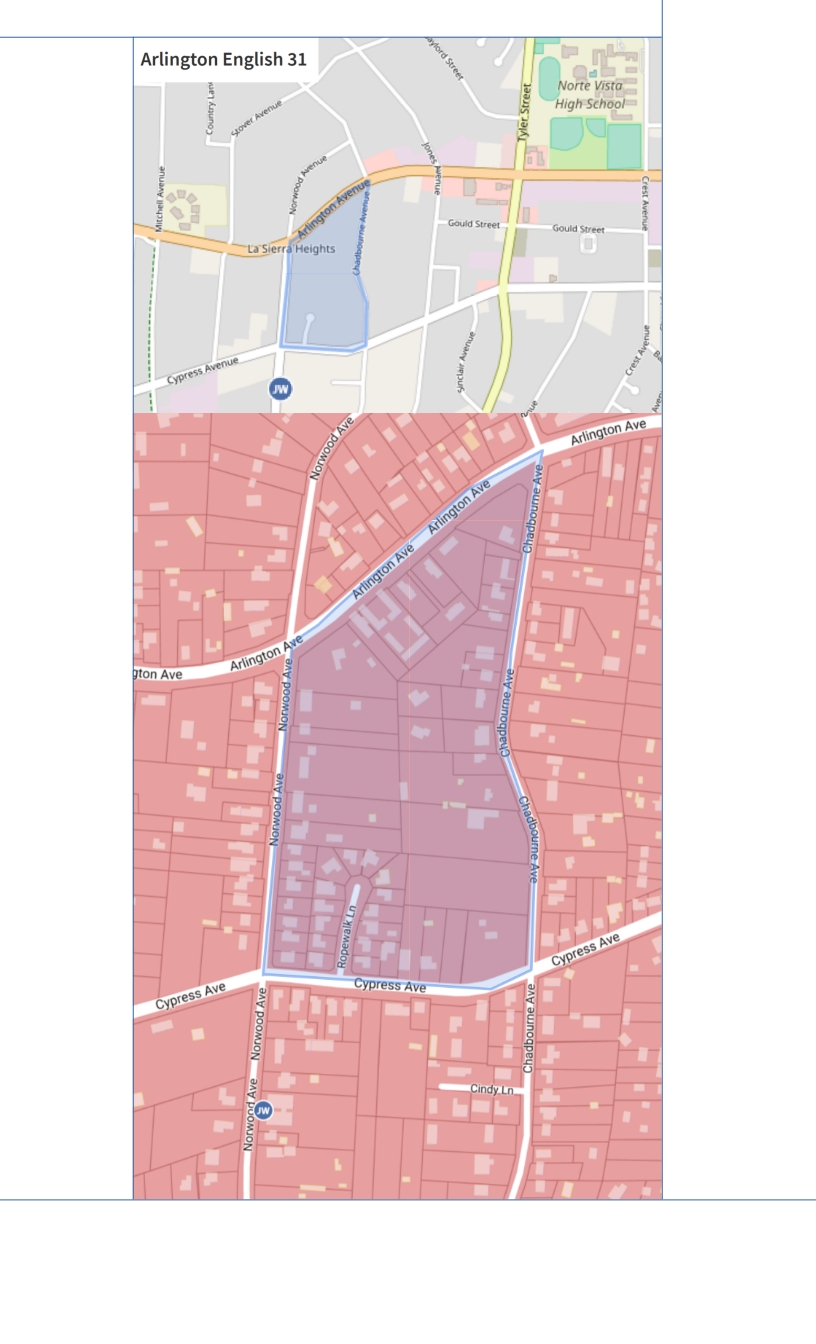 Arlington English 31
aylord Street
Country Lan
Stover Avenue
Tyler Street
Norte Vista
High School
Jones Avenue
Mitchell Avenue
Norwood Avenue
Arlington Avenue
Chadbourne Avenue
Crest Avenue
Gould Street
Gould Street
La Sierra Heights
Cypress Avenue
Sinclair Avenue
Crest Avenue
JW
Norwood Ave
Arlington Ave
Arlington Ave
Chadbourne Ave
Arlington Ave
Arlington Ave
gton Ave
Norwood Ave
Chadbourne Ave
Norwood Ave
Chadbourne Ave
Ropewalk Ln
Cypress Ave
Cypress Ave
Cypress Ave
Norwood Ave
Chadbourne Ave
Cindy Ln
Norwood Ave
JW